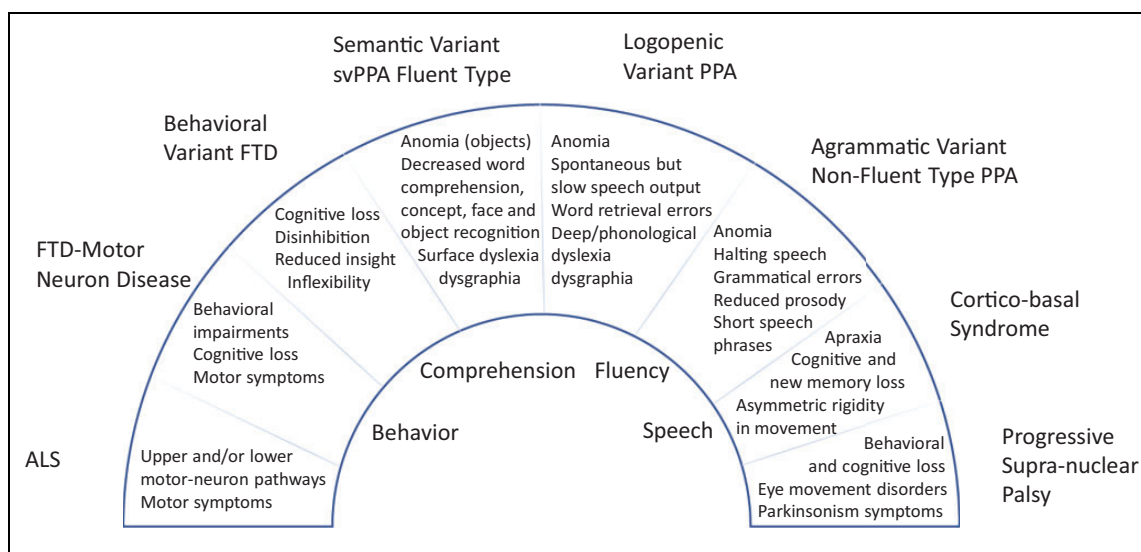 Semantic Variant
svPPA Fluent Type
Logopenic
Variant PPA
Behavioral
Variant FTD
Agrammatic Variant
Non-Fluent Type PPA
FTD-Motor
Neuron Disease
Cortico-basal
Syndrome
ALS
Progressive
Supra-nuclear
Palsy
Upper and/or lower
motor-neuron pathways
Motor symptoms
Behavioral
impairments
Cognitive loss
Motor symptoms
Cognitive loss
Disinhibition
Reduced insight
Inflexibility
Anomia (objects)
Decreased word
comprehension,
concept, face and
object recognition
Surface dyslexia
dysgraphia
Anomia
Spontaneous but
slow speech output
Word retrieval errors
Deep/phonological
dyslexia
dysgraphia
Anomia
Halting speech
Grammatical errors
Reduced prosody
Short speech
phrases
Apraxia
Cognitive and
new memory loss
Asymmetric rigidity
in movement
Behavioral
and cognitive loss
Eye movement disorders
Parkinsonism symptoms
Behavior
Comprehension
Fluency
Speech